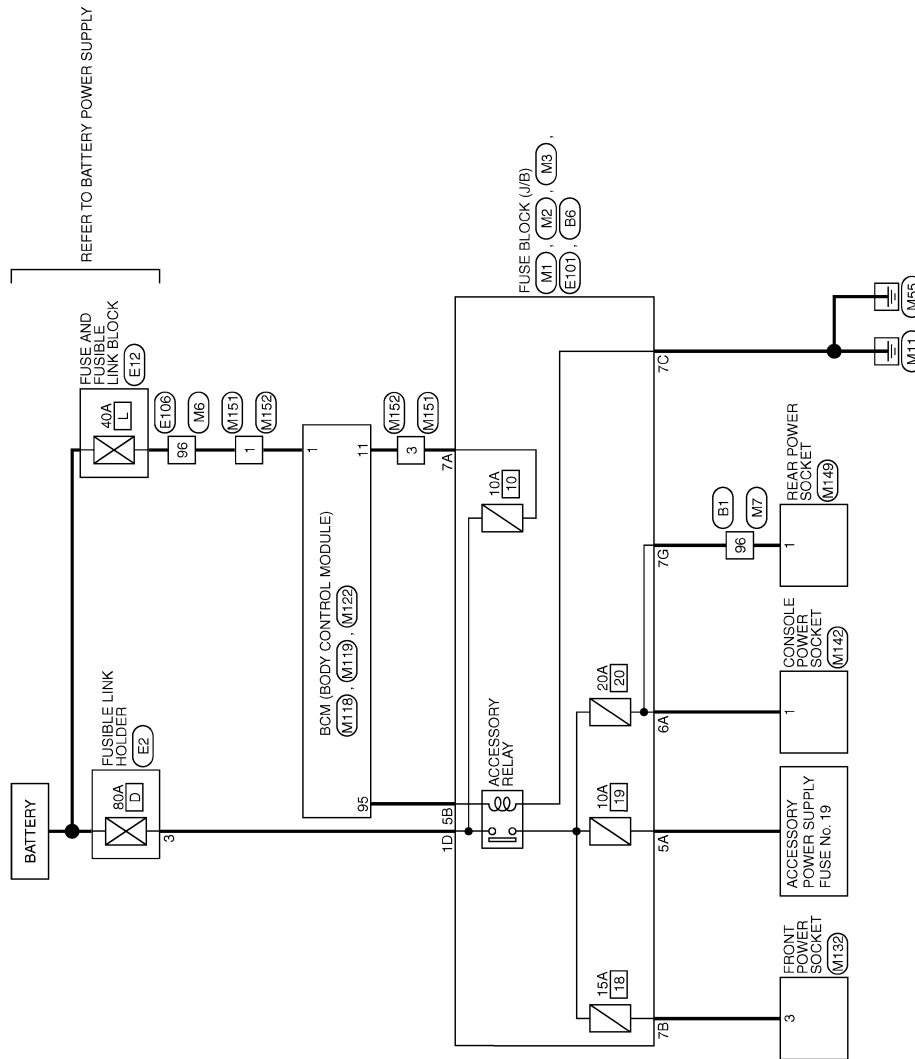 REFER TO BATTERY POWER SUPPLY
BATTERY
FUSIBLE LINK
HOLDER
E2
80A
D
3
FUSE AND
FUSIBLE
LINK BLOCK
E12
40A
L
E106
96
M6
M151
1
M152
BCM (BODY CONTROL MODULE)
M118 , M119 , M122
1
11
95
M152
3
M151
7A
5B
1D
FUSE BLOCK (J/B)
M1 , M2 , M3 ,
E101 , B6
10A
10
ACCESSORY
RELAY
15A
18
10A
19
20A
20
7B
5A
6A
7G
7C
B1
96
M7
FRONT
POWER
SOCKET
M132
3
ACCESSORY
POWER SUPPLY
FUSE No. 19
CONSOLE
POWER
SOCKET
M142
1
REAR POWER
SOCKET
M149
1
M11
M55